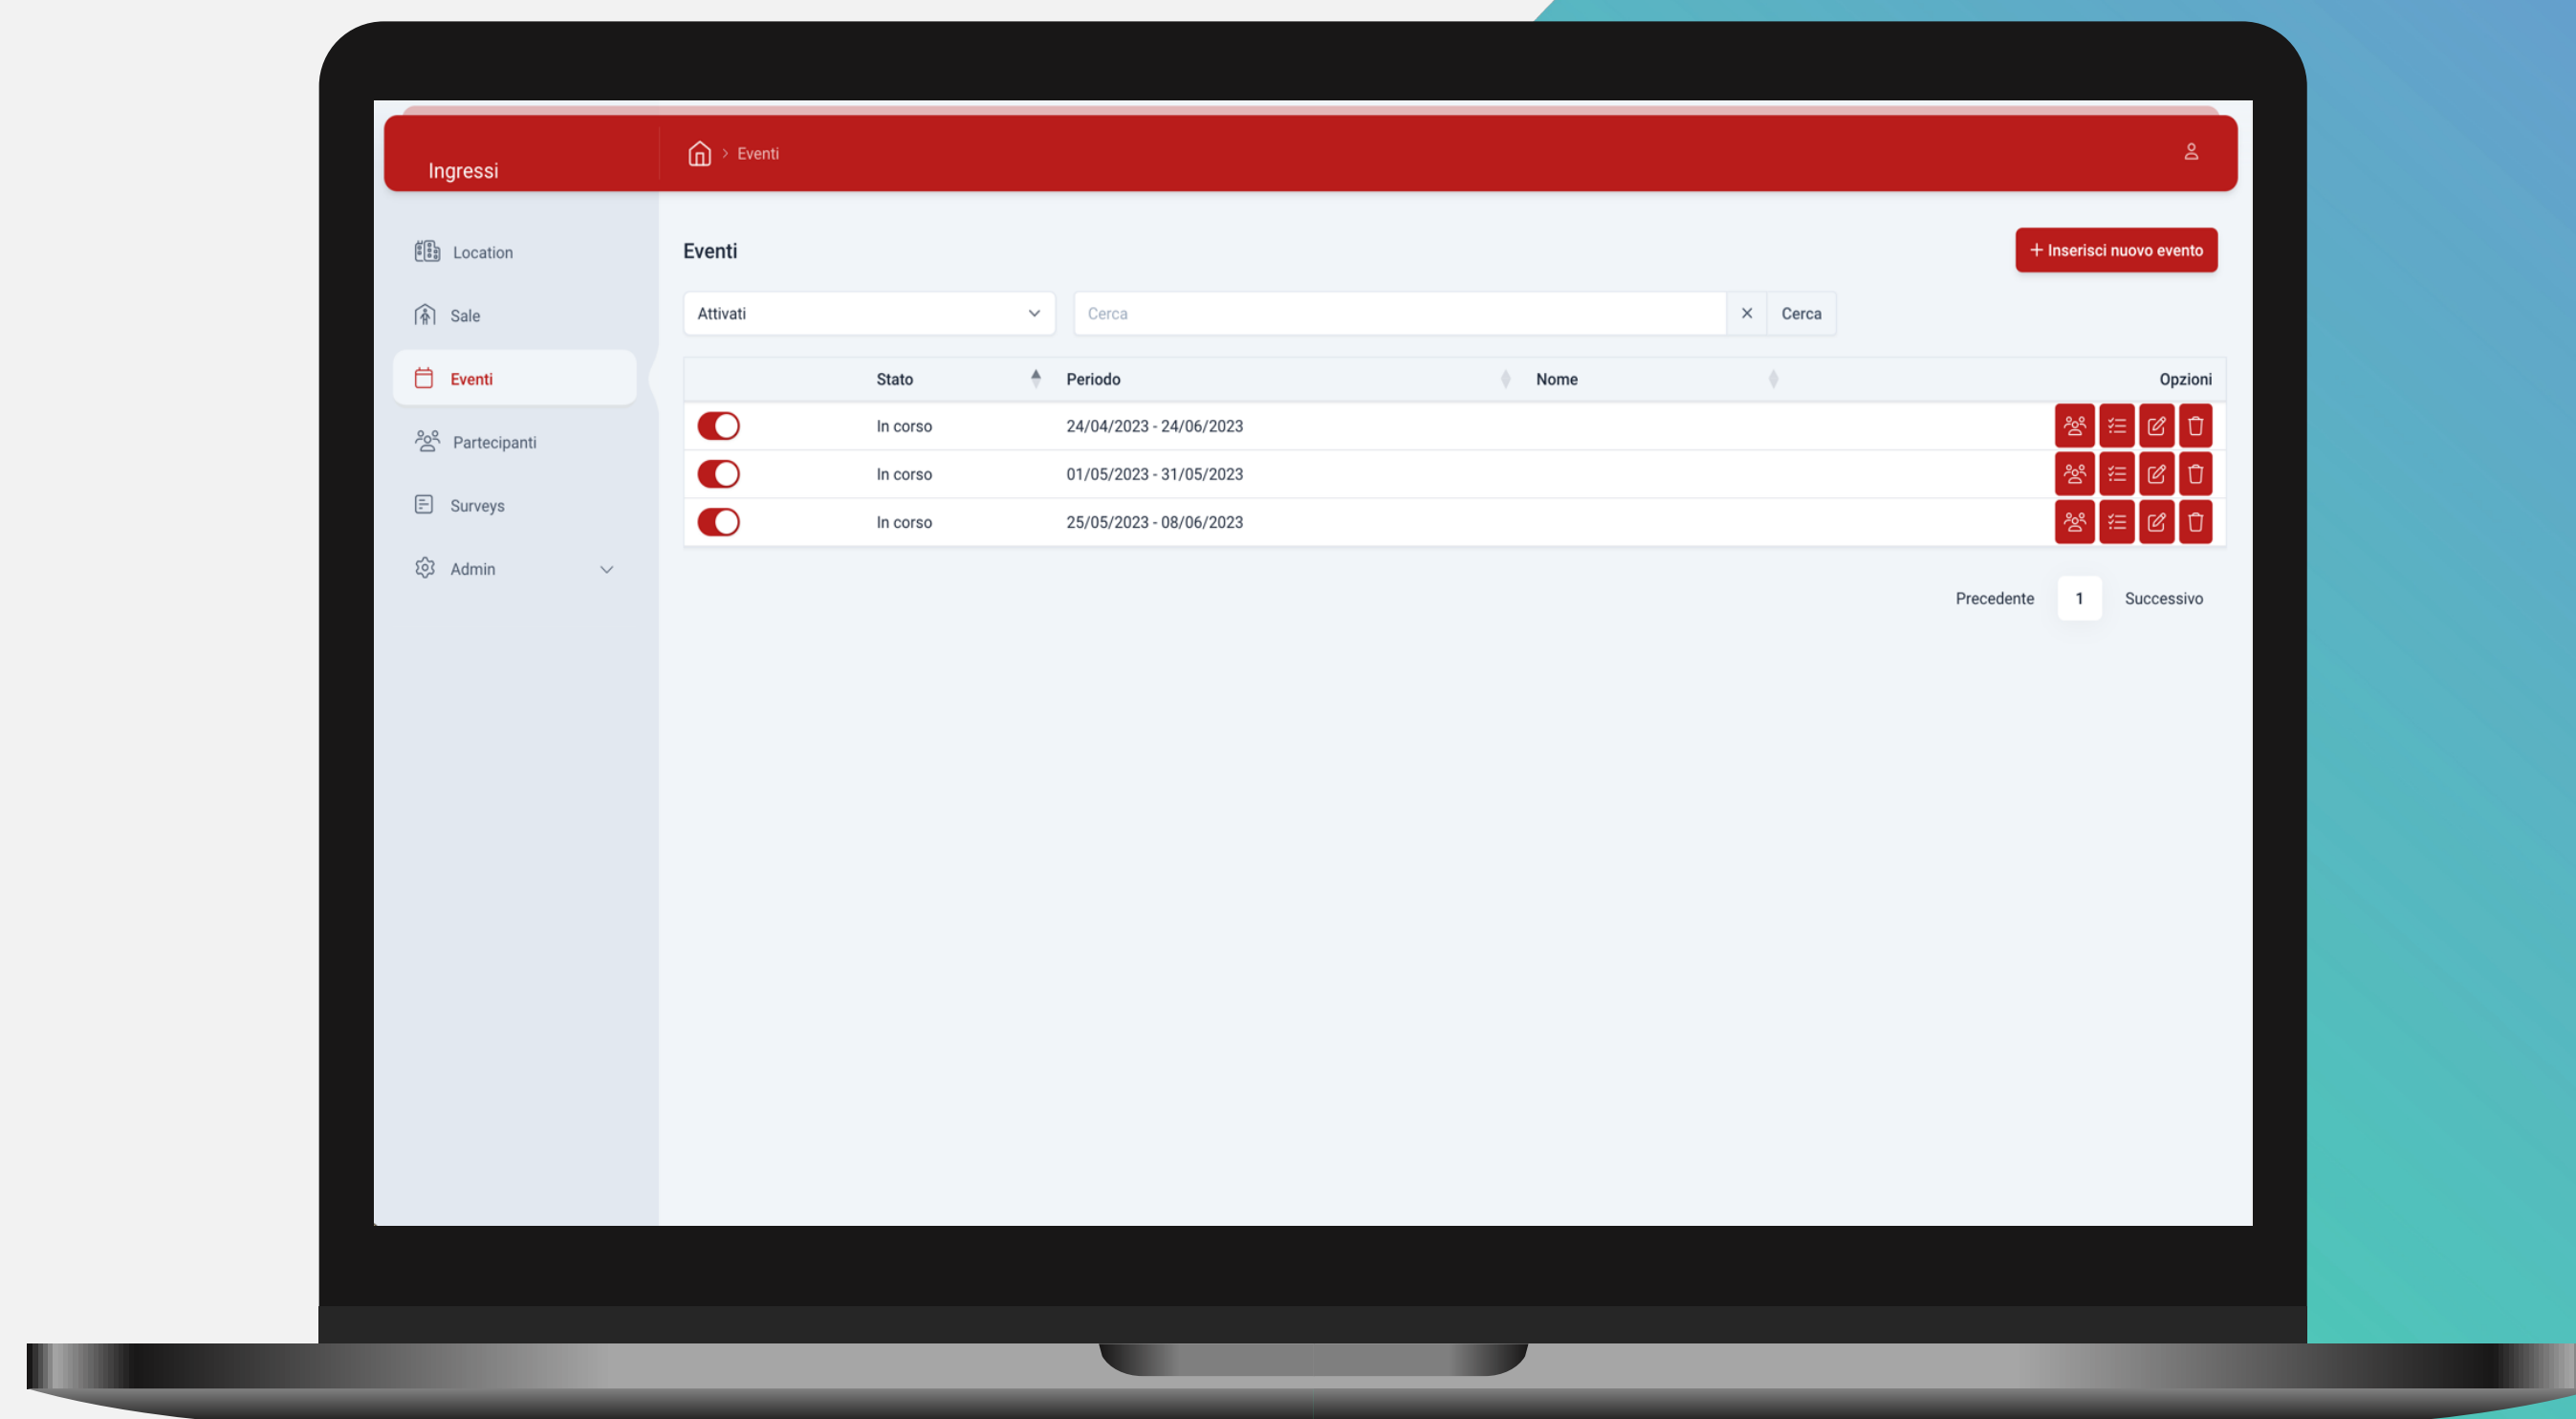 Ingressi
> Eventi
Location
Sale
Eventi
Partecipanti
Surveys
Admin
Eventi
+ Inserisci nuovo evento
Attivati
Cerca
× Cerca
Stato Periodo Nome Opzioni
In corso 24/04/2023 - 24/06/2023
In corso 01/05/2023 - 31/05/2023
In corso 25/05/2023 - 08/06/2023
Precedente 1 Successivo